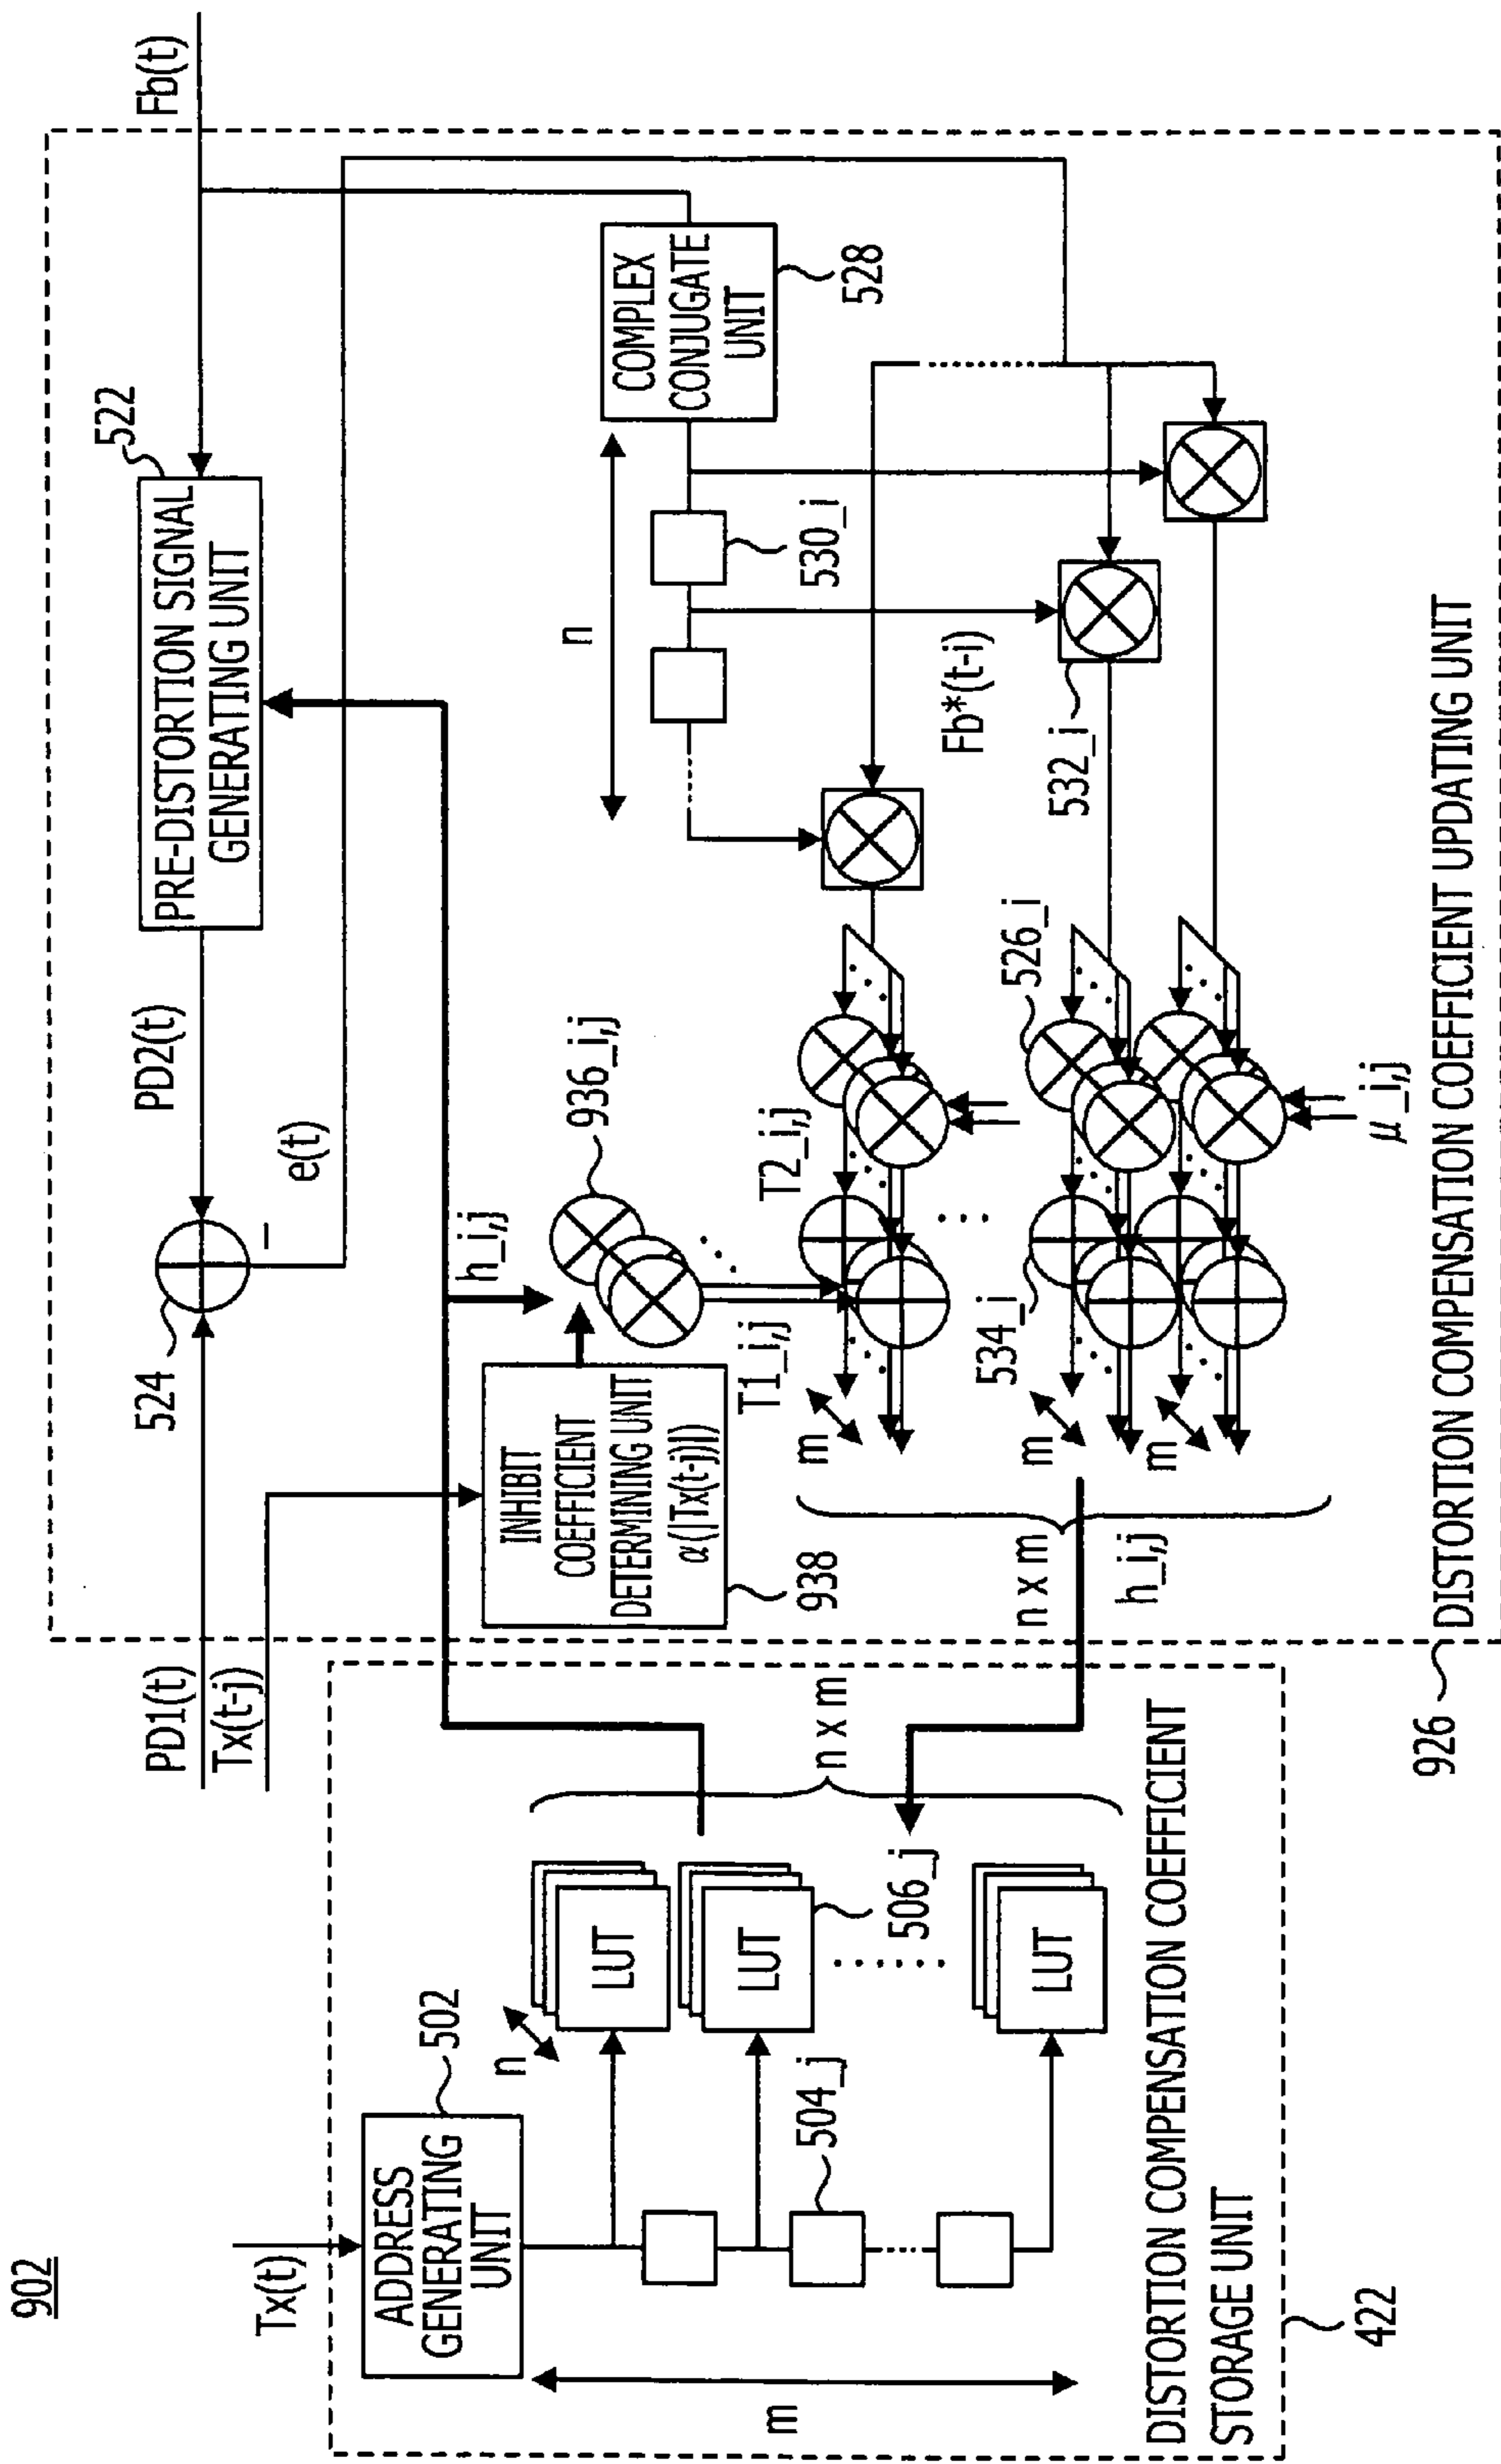 902
Tx(t)
ADDRESS
GENERATING
UNIT
502
m
n
LUT
LUT
LUT
504_j
506_j
n x m
DISTORTION COMPENSATION COEFFICIENT
STORAGE UNIT
422
PD1(t)
Tx(t-j)
524
PD2(t)
e(t)
−
522
PRE-DISTORTION SIGNAL
GENERATING UNIT
Fb(t)
h_i,j
936_i,j
INHIBIT
COEFFICIENT
DETERMINING UNIT
α(|Tx(t-j)|)
938
T1_i,j
T2_i,j
n
COMPLEX
CONJUGATE
UNIT
528
530_i
Fb*(t-i)
532_i
526_i
534_i
m
m
m
μ_i,j
n x m
h_i,j
926
DISTORTION COMPENSATION COEFFICIENT UPDATING UNIT